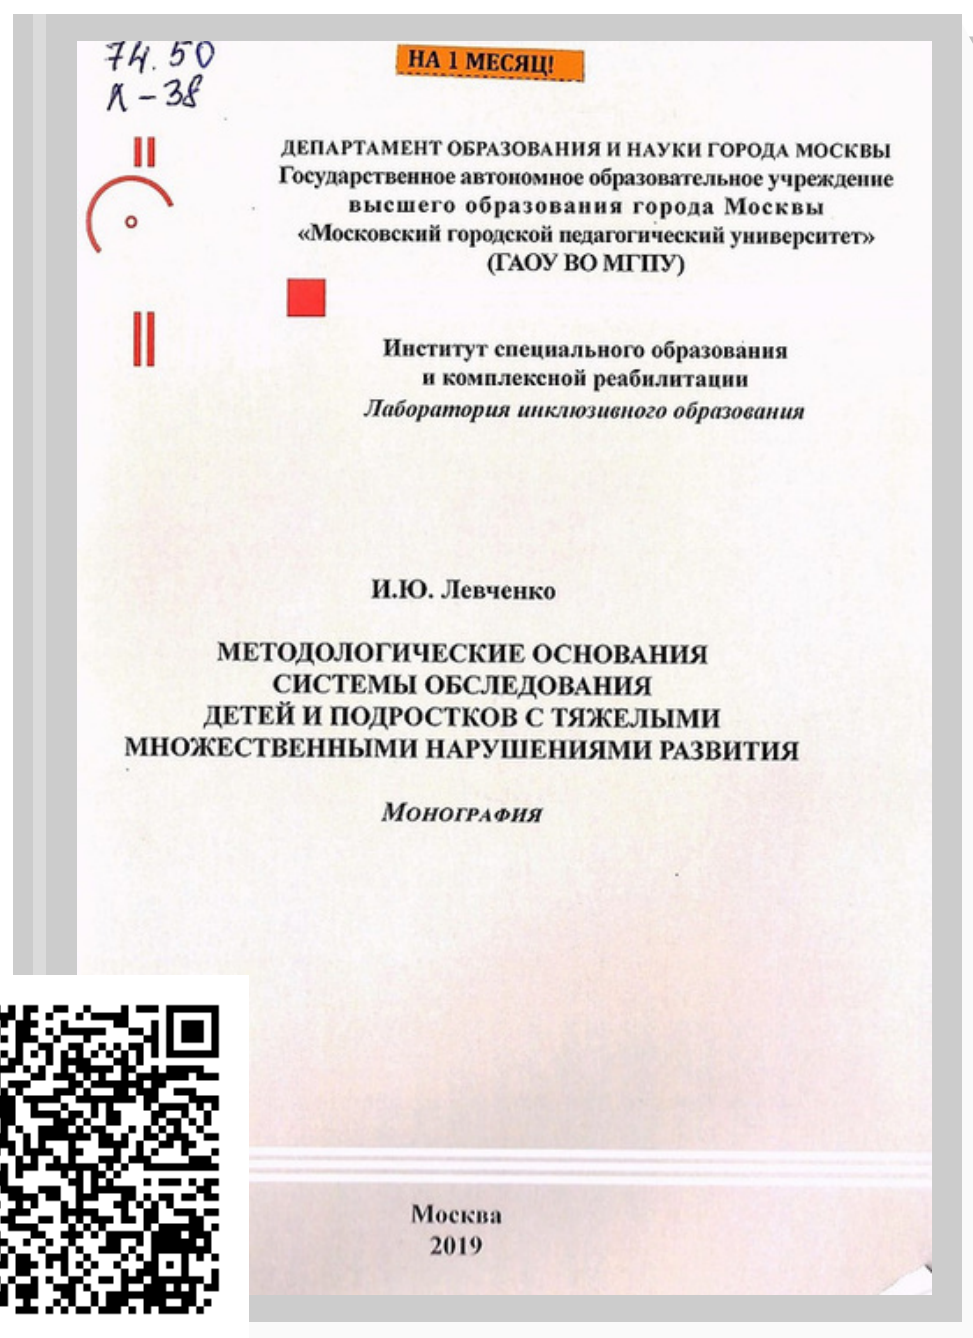 74.50
Л-38
НА 1 МЕСЯЦ!
ДЕПАРТАМЕНТ ОБРАЗОВАНИЯ И НАУКИ ГОРОДА МОСКВЫ
Государственное автономное образовательное учреждение
высшего образования города Москвы
«Московский городской педагогический университет»
(ГАОУ ВО МГПУ)
Институт специального образования
и комплексной реабилитации
Лаборатория инклюзивного образования
И.Ю. Левченко
МЕТОДОЛОГИЧЕСКИЕ ОСНОВАНИЯ
СИСТЕМЫ ОБСЛЕДОВАНИЯ
ДЕТЕЙ И ПОДРОСТКОВ С ТЯЖЕЛЫМИ
МНОЖЕСТВЕННЫМИ НАРУШЕНИЯМИ РАЗВИТИЯ
МОНОГРАФИЯ
Москва
2019